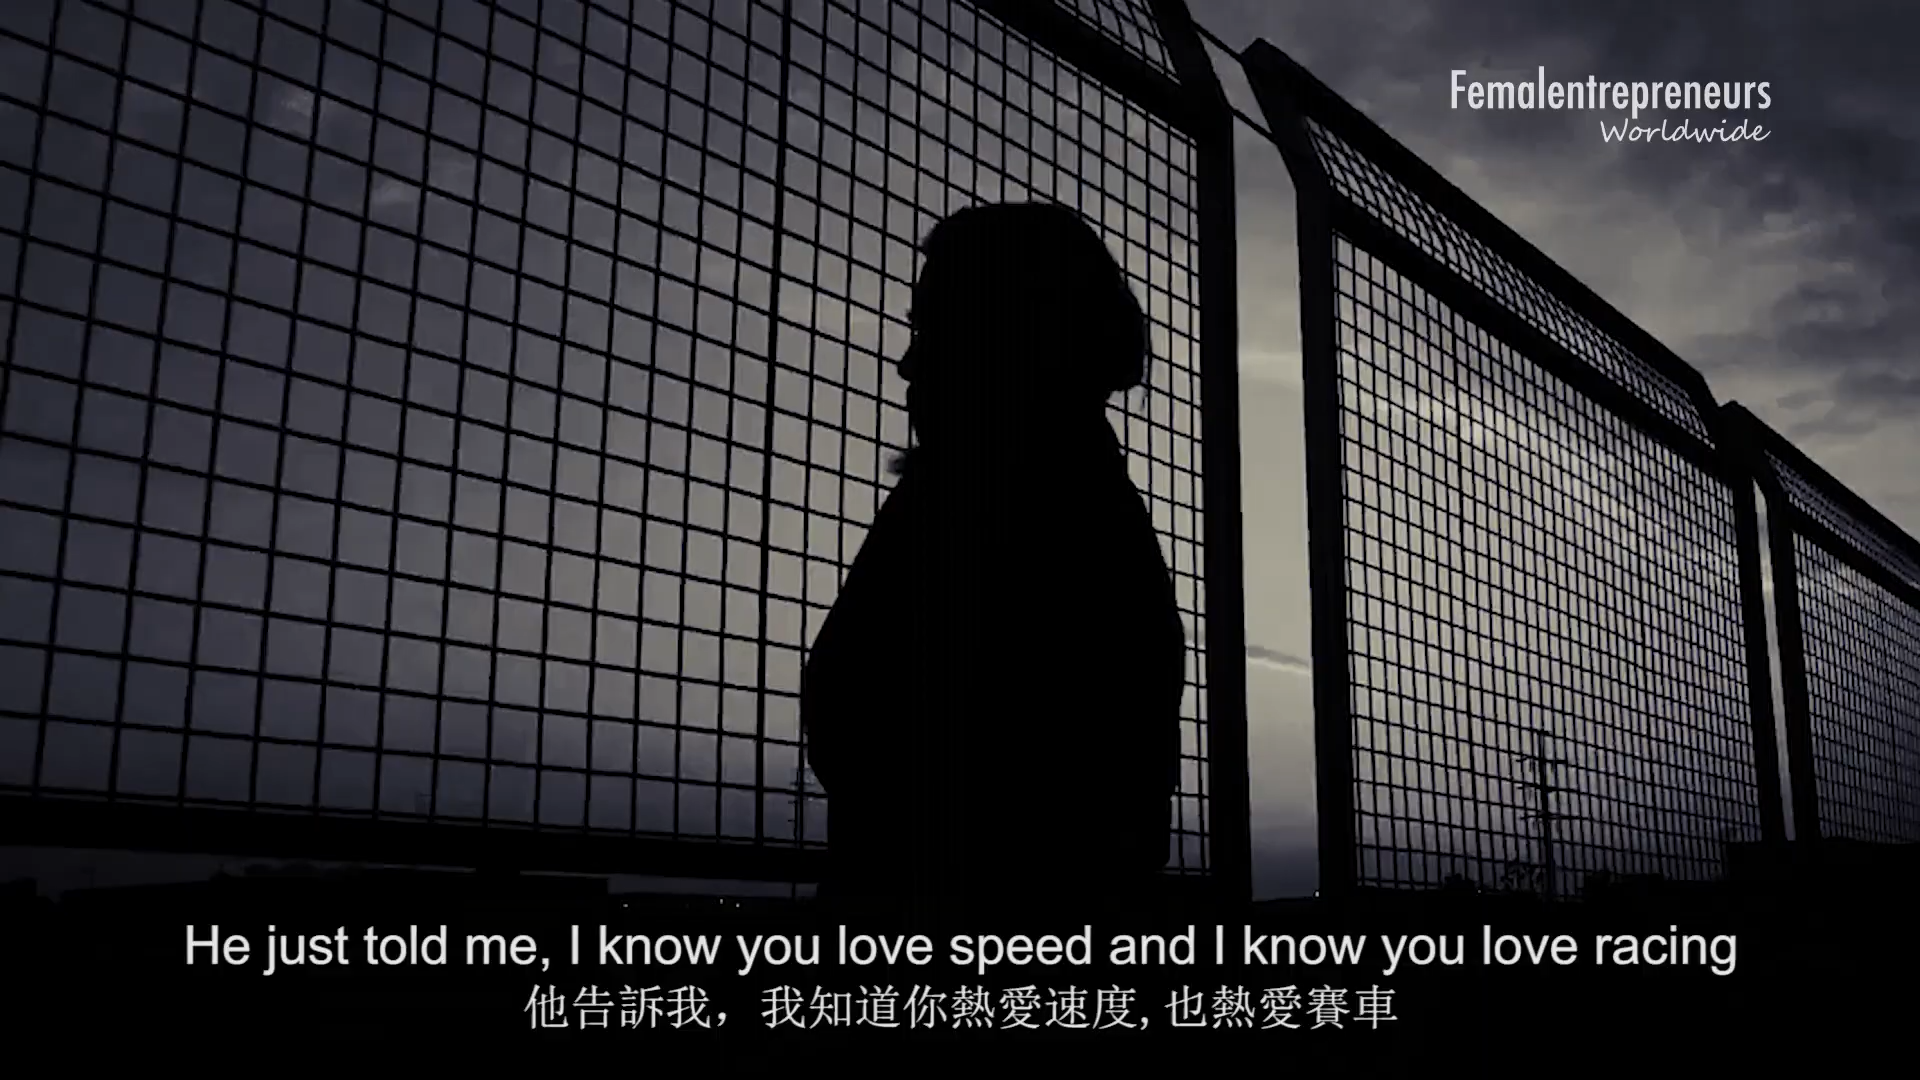 Femalentrepreneurs
Worldwide
He just told me, I know you love speed and I know you love racing
他告訴我，我知道你熱愛速度, 也熱愛賽車